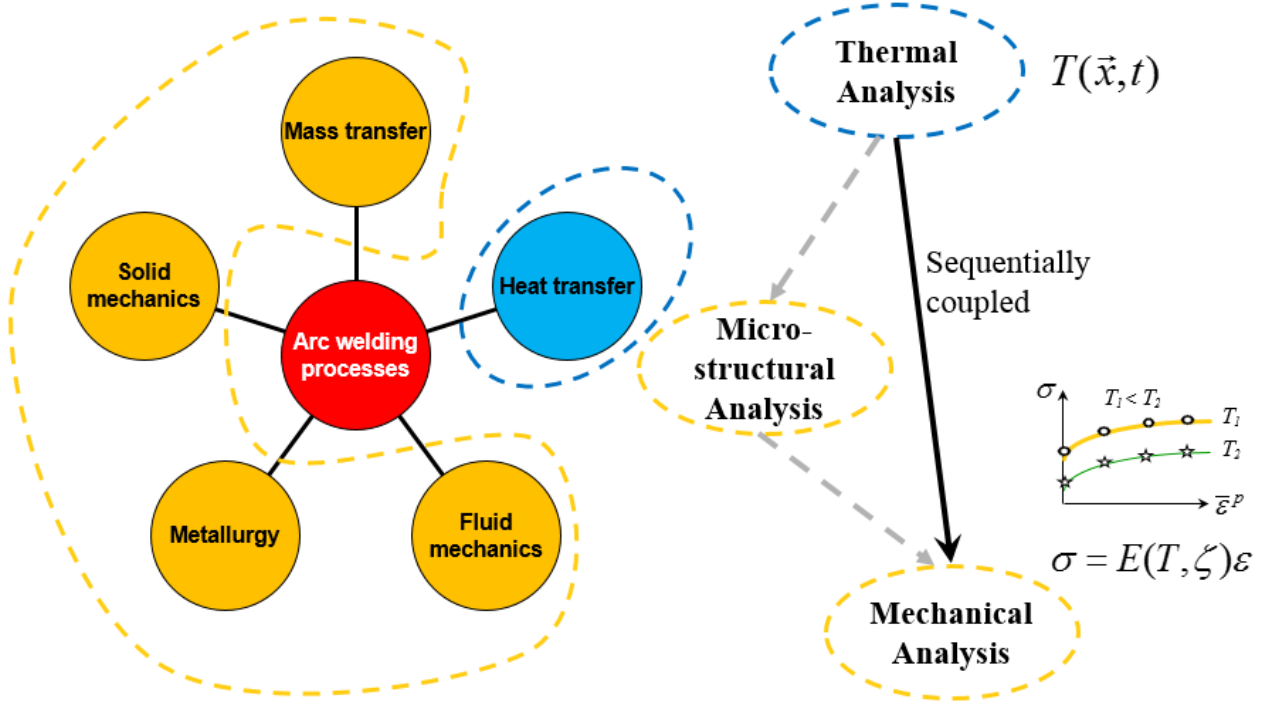 Mass transfer
Solid
mechanics
Heat transfer
Arc welding
processes
Metallurgy
Fluid
mechanics
Thermal
Analysis
T(x⃗,t)
Sequentially
coupled
Micro-
structural
Analysis
σ
T₁ < T₂
T₁
T₂
ε̅ᵖ
σ = E(T,ζ)ε
Mechanical
Analysis